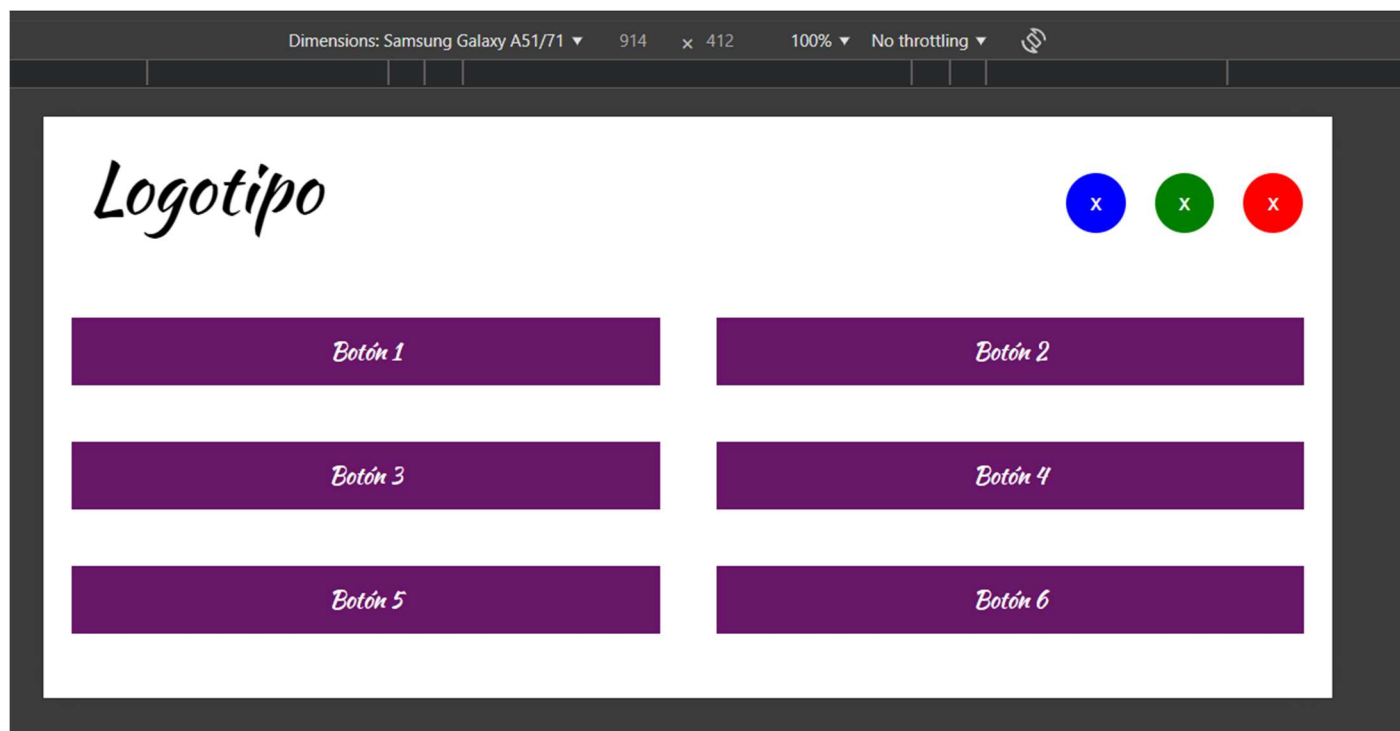 Dimensions: Samsung Galaxy A51/71 ▼ 914 × 412 100% ▼ No throttling ▼
Logotipo x x x
Botón 1 Botón 2
Botón 3 Botón 4
Botón 5 Botón 6